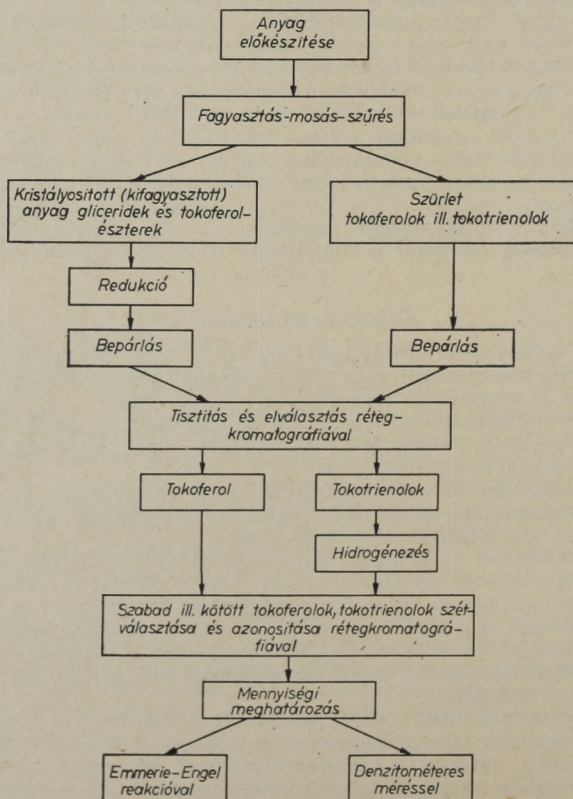 Anyag
előkészítése
Fagyasztás-mosás-szűrés
Kristályositott (kifagyasztott)
anyag gliceridek és tokoferol-
észterek
Szürlet
tokoferolok ill. tokotrienolok
Redukció
Bepárlás
Bepárlás
Tisztitás és elválasztás réteg-
kromatográfiával
Tokoferol
Tokotrienolok
Hidrogénezés
Szabad ill. kötött tokoferolok, tokotrienolok szét-
választása és azonositása rétegkromatográ-
fiával
Mennyiségi
meghatározás
Emmerie-Engel
reakcióval
Denzitométeres
méréssel